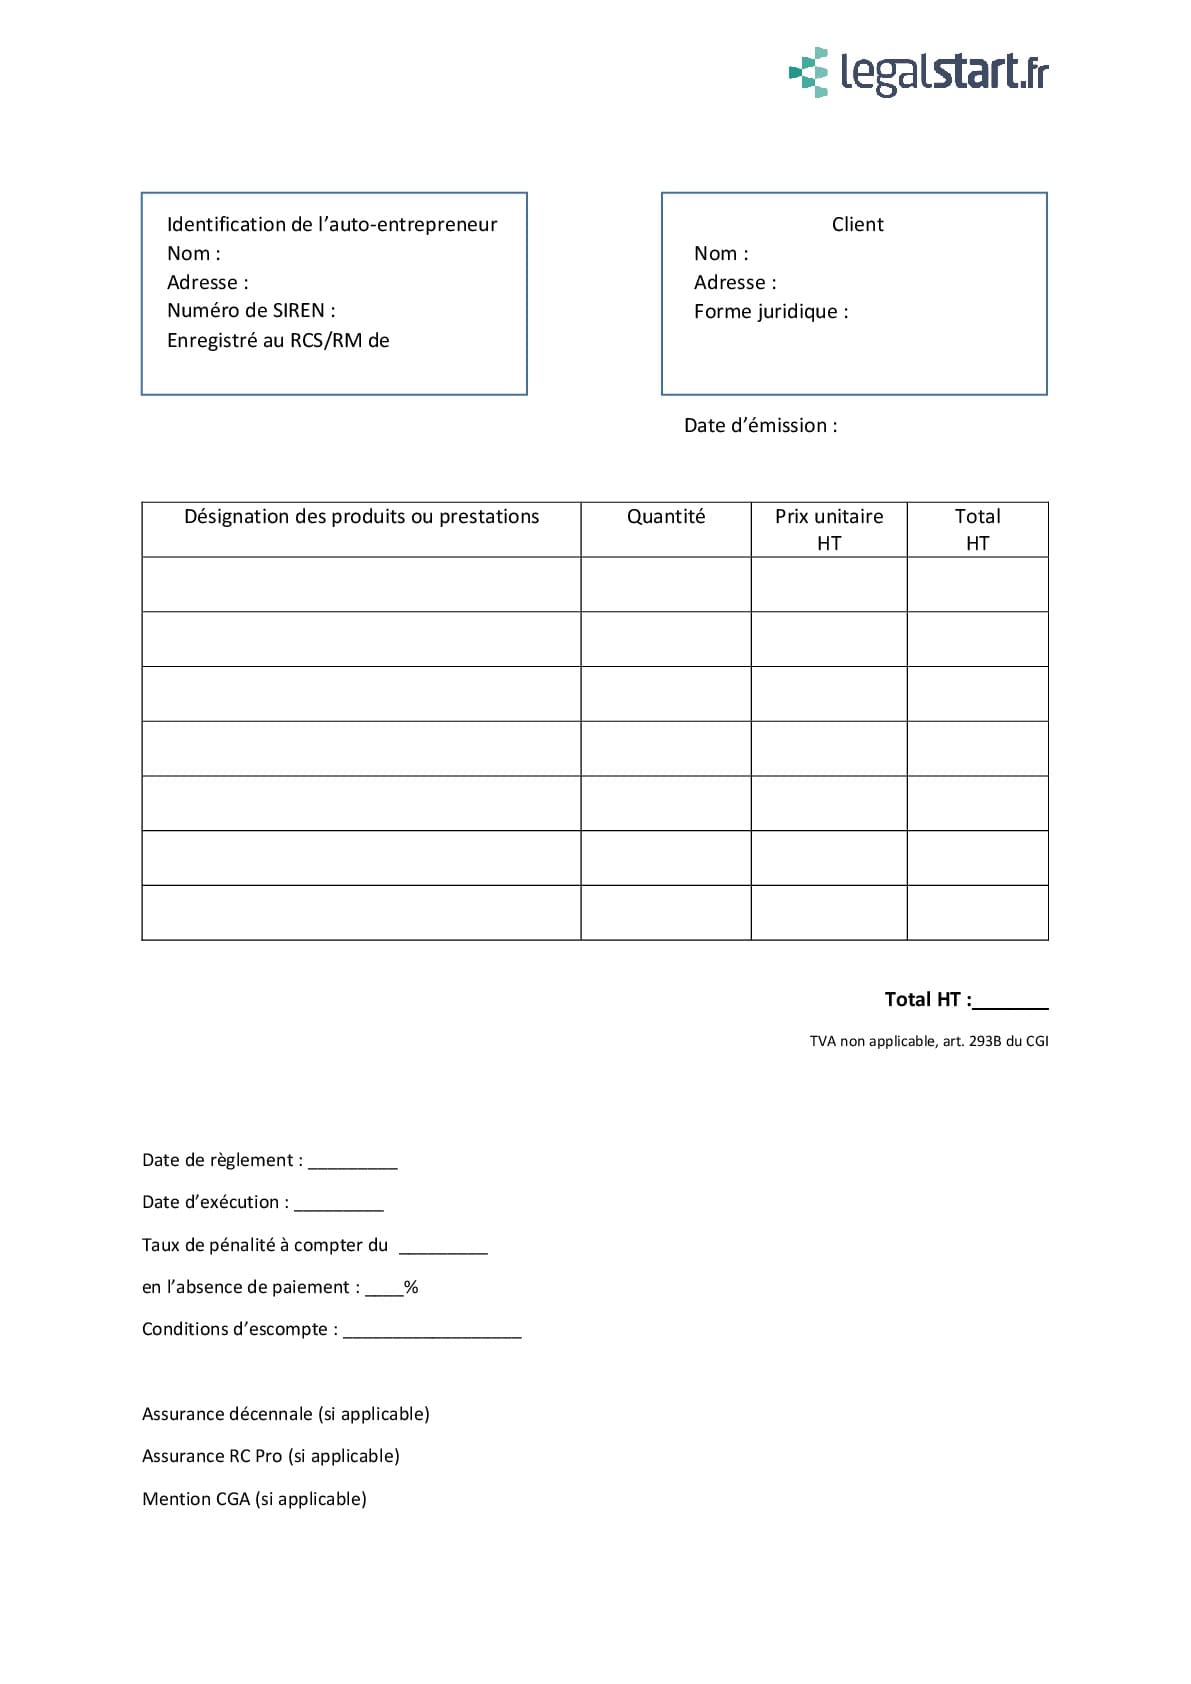 legalstart.fr
Identification de l’auto-entrepreneur
Nom :
Adresse :
Numéro de SIREN :
Enregistré au RCS/RM de
Client
Nom :
Adresse :
Forme juridique :
Date d’émission :
Désignation des produits ou prestations Quantité Prix unitaire HT Total HT
Total HT :_______
TVA non applicable, art. 293B du CGI
Date de règlement : _________
Date d’exécution : _________
Taux de pénalité à compter du _________
en l’absence de paiement : ____%
Conditions d’escompte : __________________
Assurance décennale (si applicable)
Assurance RC Pro (si applicable)
Mention CGA (si applicable)